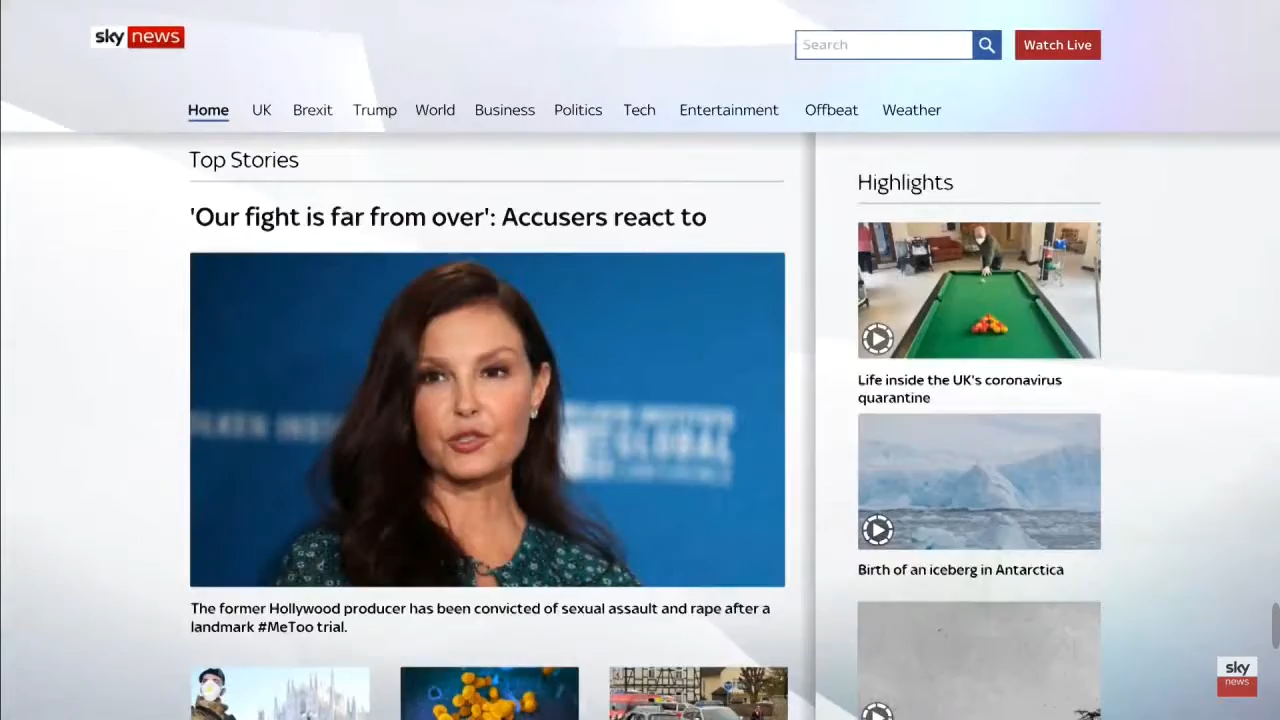 sky news
Search
Watch Live
Home UK Brexit Trump World Business Politics Tech Entertainment Offbeat Weather
Top Stories
'Our fight is far from over': Accusers react to
GLOBAL
The former Hollywood producer has been convicted of sexual assault and rape after a
landmark #MeToo trial.
Highlights
Life inside the UK's coronavirus
quarantine
Birth of an iceberg in Antarctica
sky
news